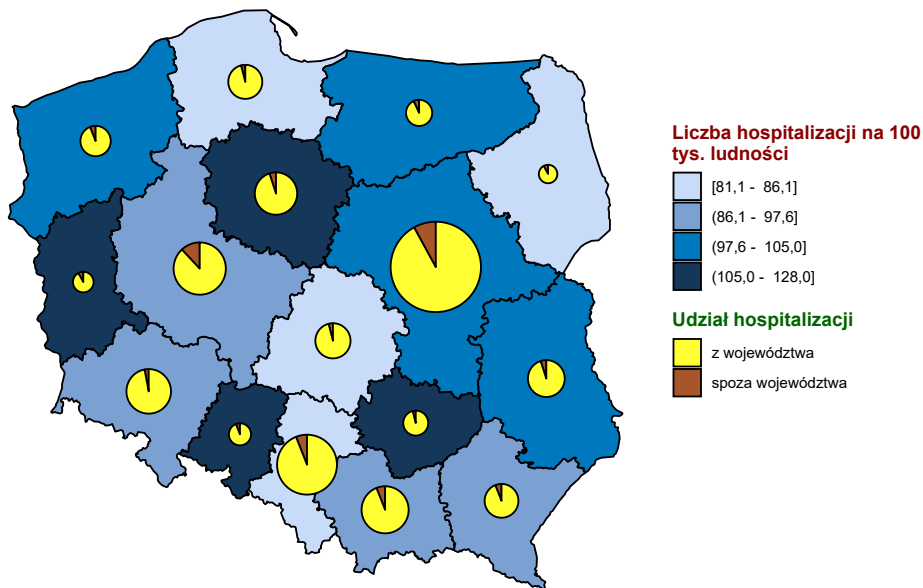 Liczba hospitalizacji na 100
tys. ludności
[81,1 - 86,1]
(86,1 - 97,6]
(97,6 - 105,0]
(105,0 - 128,0]
Udział hospitalizacji
z województwa
spoza województwa